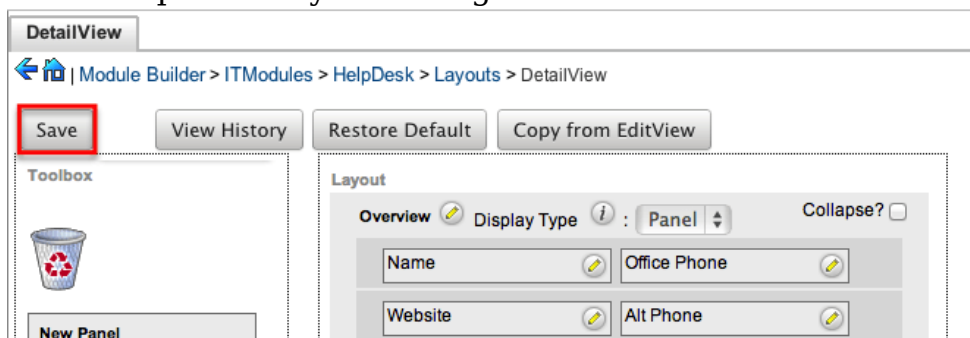 DetailView
| Module Builder > ITModules > HelpDesk > Layouts > DetailView
Save View History Restore Default Copy from EditView
Toolbox
Layout
Overview Display Type i : Panel Collapse?
Name Office Phone
Website Alt Phone
New Panel